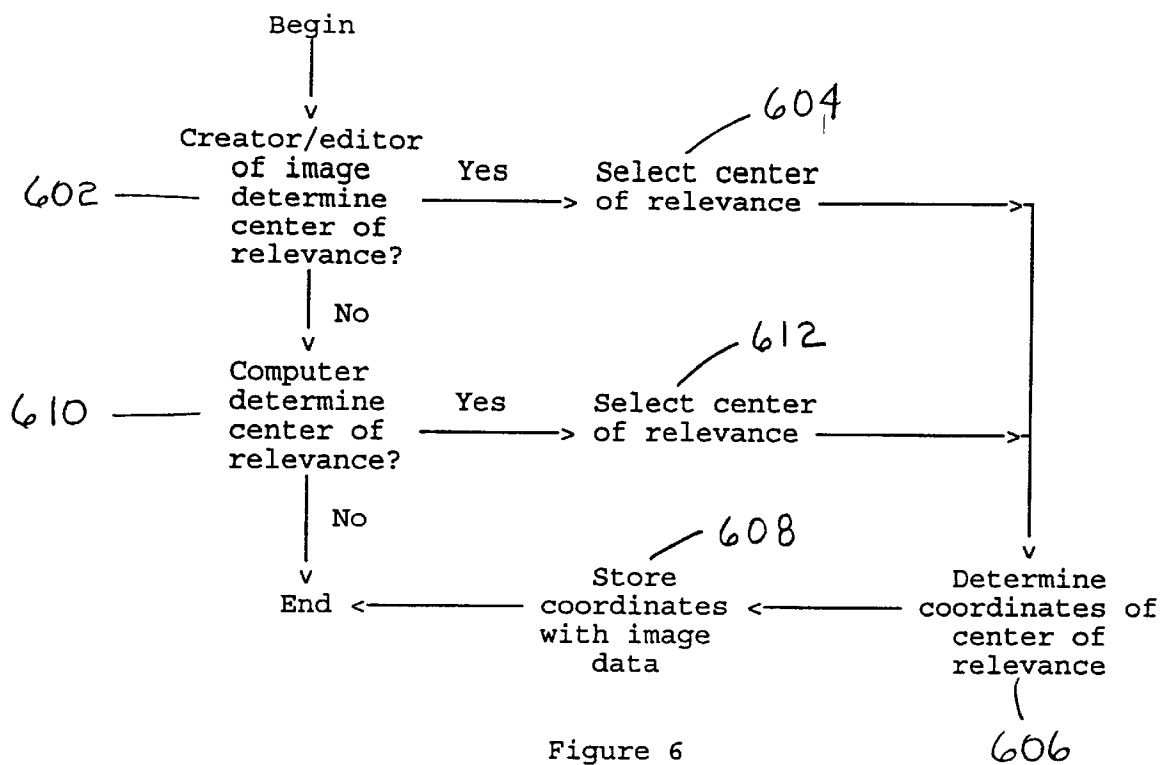 Begin
604
Creator/editor
of image
determine
center of
relevance?
602
Yes
Select center
of relevance
No
612
Computer
determine
center of
relevance?
610
Yes
Select center
of relevance
No
608
End
Store
coordinates
with image
data
Determine
coordinates of
center of
relevance
606
Figure 6